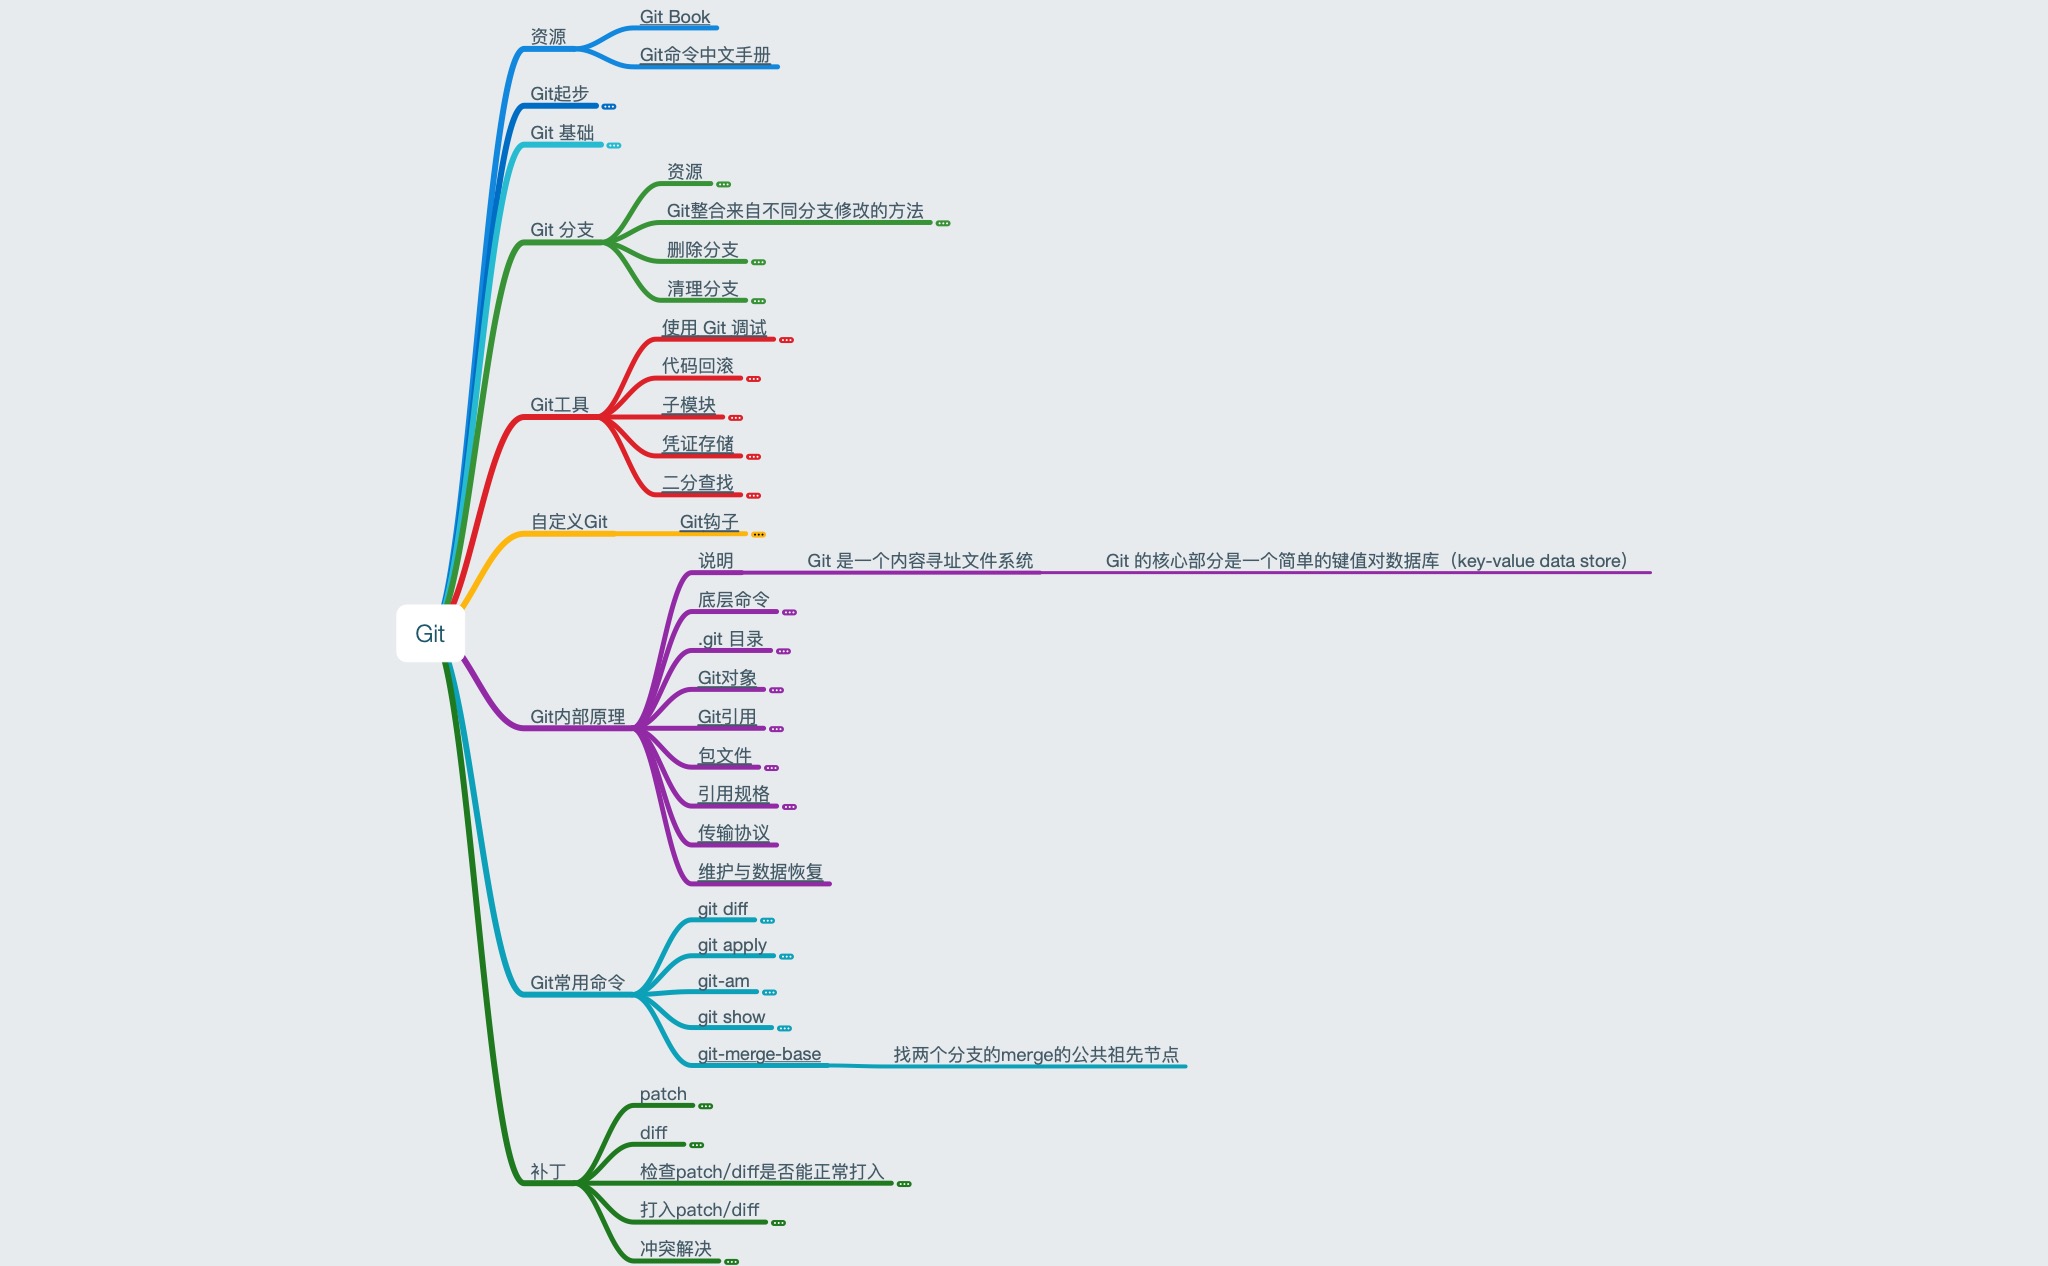 Git
资源
Git Book
Git命令中文手册
Git起步
Git 基础
Git 分支
资源
Git整合来自不同分支修改的方法
删除分支
清理分支
Git工具
使用 Git 调试
代码回滚
子模块
凭证存储
二分查找
自定义Git
Git钩子
Git内部原理
说明
Git 是一个内容寻址文件系统
Git 的核心部分是一个简单的键值对数据库（key-value data store）
底层命令
.git 目录
Git对象
Git引用
包文件
引用规格
传输协议
维护与数据恢复
Git常用命令
git diff
git apply
git-am
git show
git-merge-base
找两个分支的merge的公共祖先节点
补丁
patch
diff
检查patch/diff是否能正常打入
打入patch/diff
冲突解决